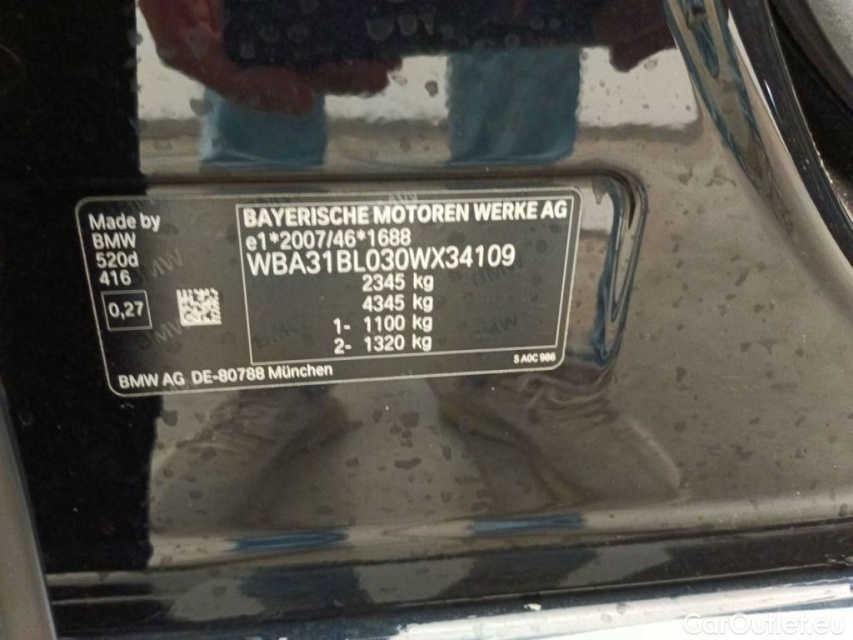 Made by
BMW
520d
416
0,27
BAYERISCHE MOTOREN WERKE AG
e1*2007/46*1688
WBA31BL030WX34109
2345 kg
4345 kg
1- 1100 kg
2- 1320 kg
5 A0C 986
BMW AG DE-80788 München
CarOutlet.eu